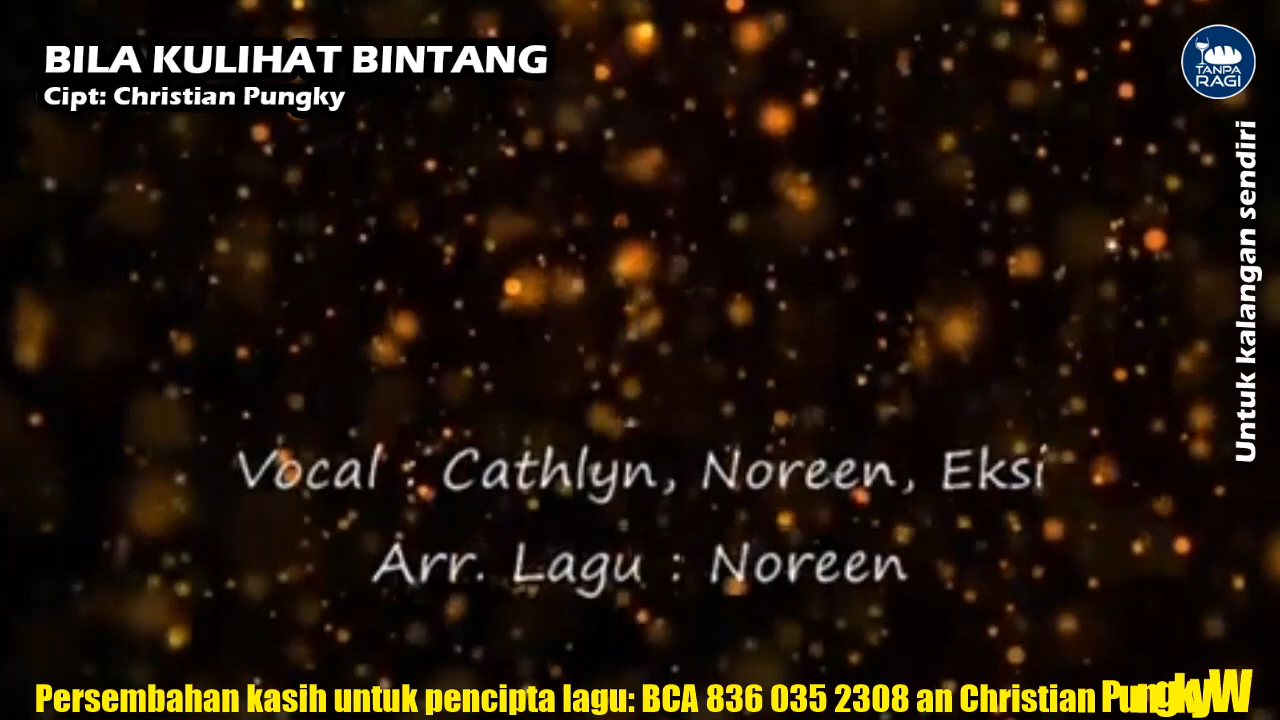 BILA KULIHAT BINTANG
Cipt: Christian Pungky
TANPA
RAGI
Untuk kalangan sendiri
Vocal : Cathlyn, Noreen, Eksi
Arr. Lagu : Noreen
Persembahan kasih untuk pencipta lagu: BCA 836 035 2308 an Christian PungkyW